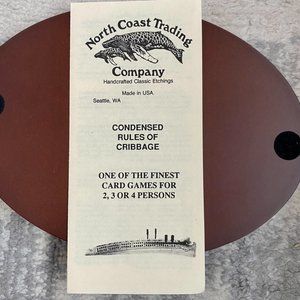 North Coast Trading
Company
Handcrafted Classic Etchings
Made in USA
Seattle, WA
CONDENSED
RULES OF
CRIBBAGE
ONE OF THE FINEST
CARD GAMES FOR
2, 3 OR 4 PERSONS